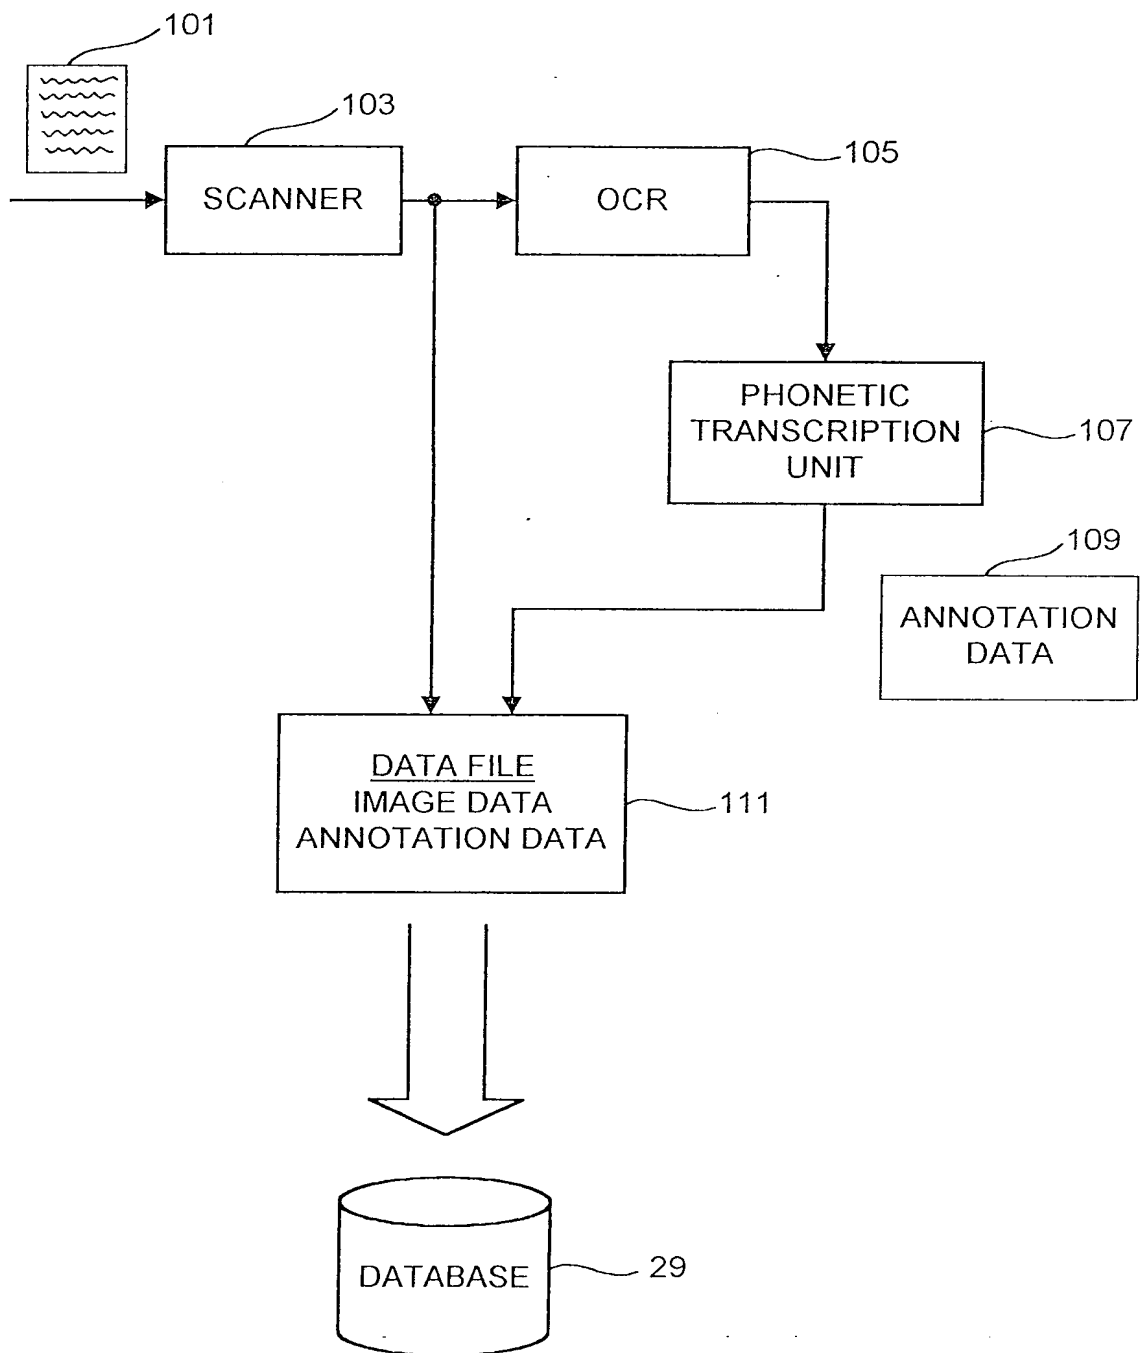 101
103
105
SCANNER
OCR
PHONETIC
TRANSCRIPTION
UNIT
107
109
ANNOTATION
DATA
DATA FILE
IMAGE DATA
ANNOTATION DATA
111
DATABASE
29